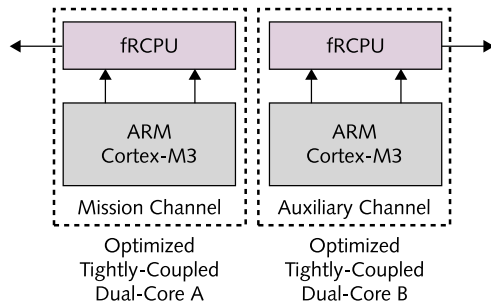 fRCPU
ARM
Cortex-M3
Mission Channel
Optimized
Tightly-Coupled
Dual-Core A
fRCPU
ARM
Cortex-M3
Auxiliary Channel
Optimized
Tightly-Coupled
Dual-Core B